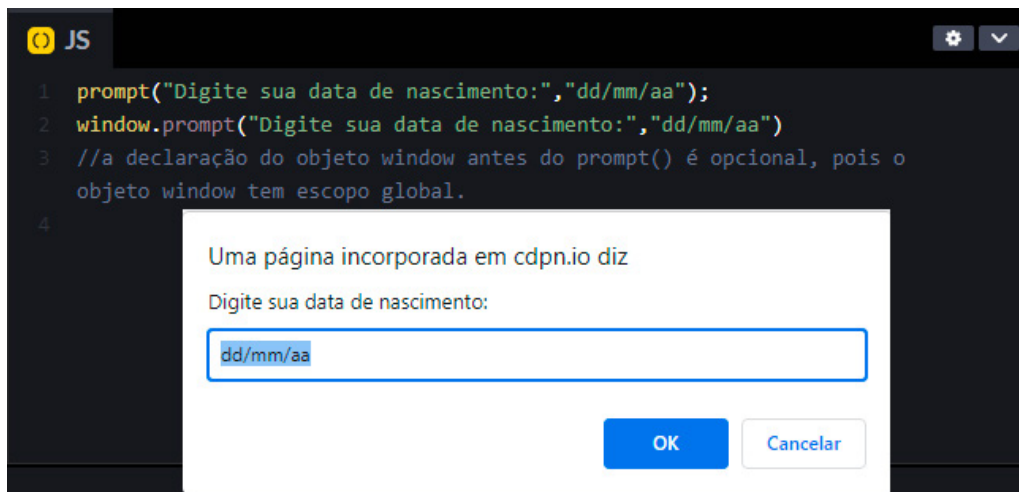 JS
1 prompt("Digite sua data de nascimento:","dd/mm/aa");
2 window.prompt("Digite sua data de nascimento:","dd/mm/aa")
3 //a declaração do objeto window antes do prompt() é opcional, pois o
objeto window tem escopo global.
4
Uma página incorporada em cdpn.io diz
Digite sua data de nascimento:
dd/mm/aa
OK Cancelar